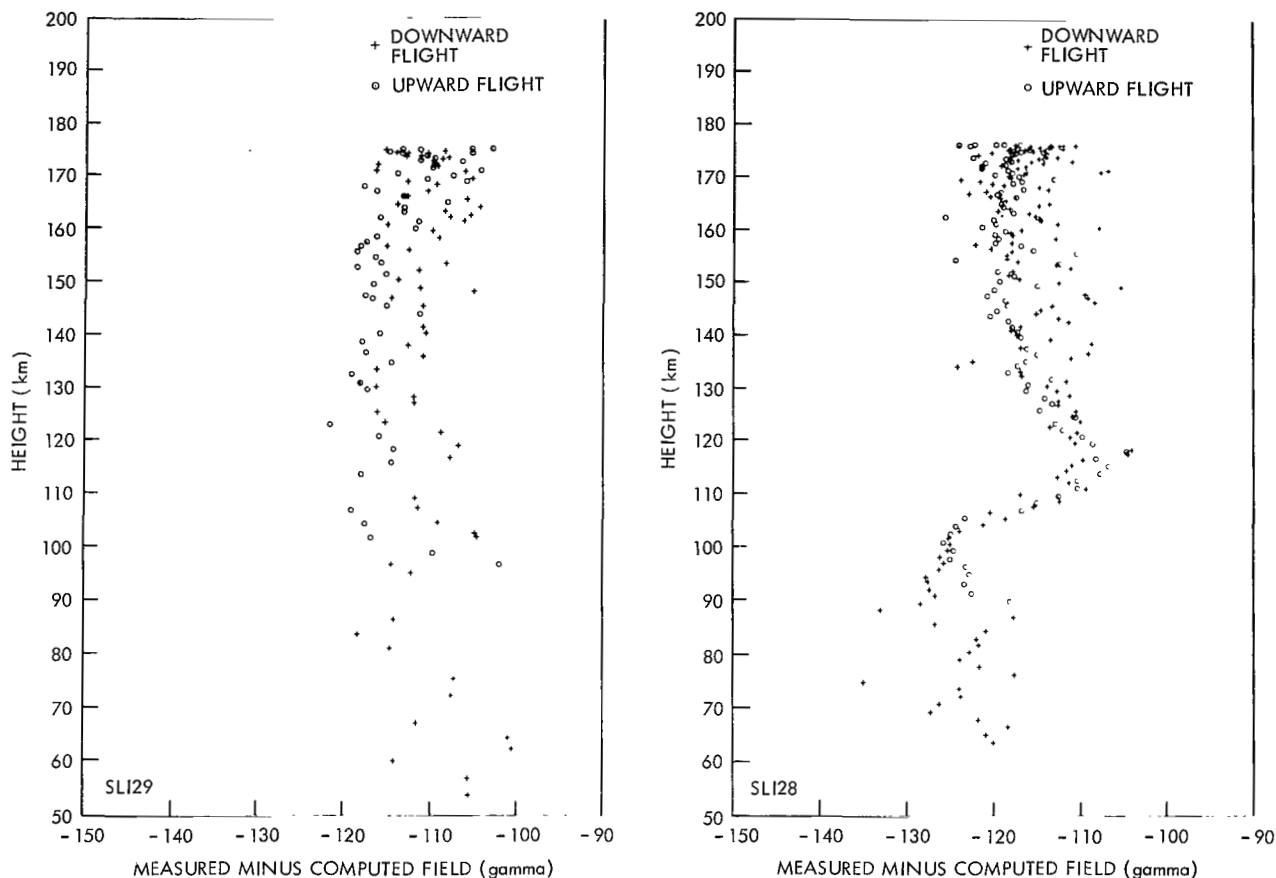 200
190
180
170
160
150
140
130
120
110
100
90
80
70
60
50
HEIGHT (km)
+ DOWNWARD
FLIGHT
UPWARD FLIGHT
SLI29
-150 -140 -130 -120 -110 -100 -90
MEASURED MINUS COMPUTED FIELD (gamma)
200
190
180
170
160
150
140
130
120
110
100
90
80
70
60
50
HEIGHT (km)
+ DOWNWARD
FLIGHT
UPWARD FLIGHT
SLI28
-150 -140 -130 -120 -110 -100 -90
MEASURED MINUS COMPUTED FIELD (gamma)